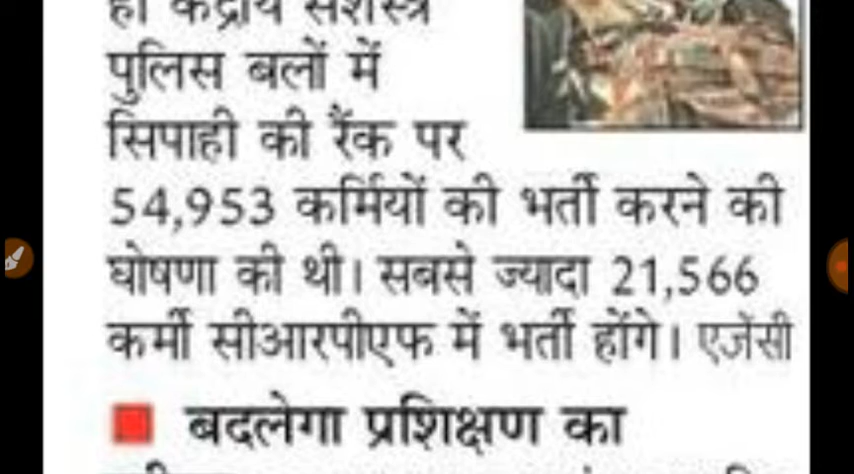 ही केंद्रीय सशस्त्र
पुलिस बलों में
सिपाही की रैंक पर
54,953 कर्मियों की भर्ती करने की
घोषणा की थी। सबसे ज्यादा 21,566
कर्मी सीआरपीएफ में भर्ती होंगे। एजेंसी
■ बदलेगा प्रशिक्षण का